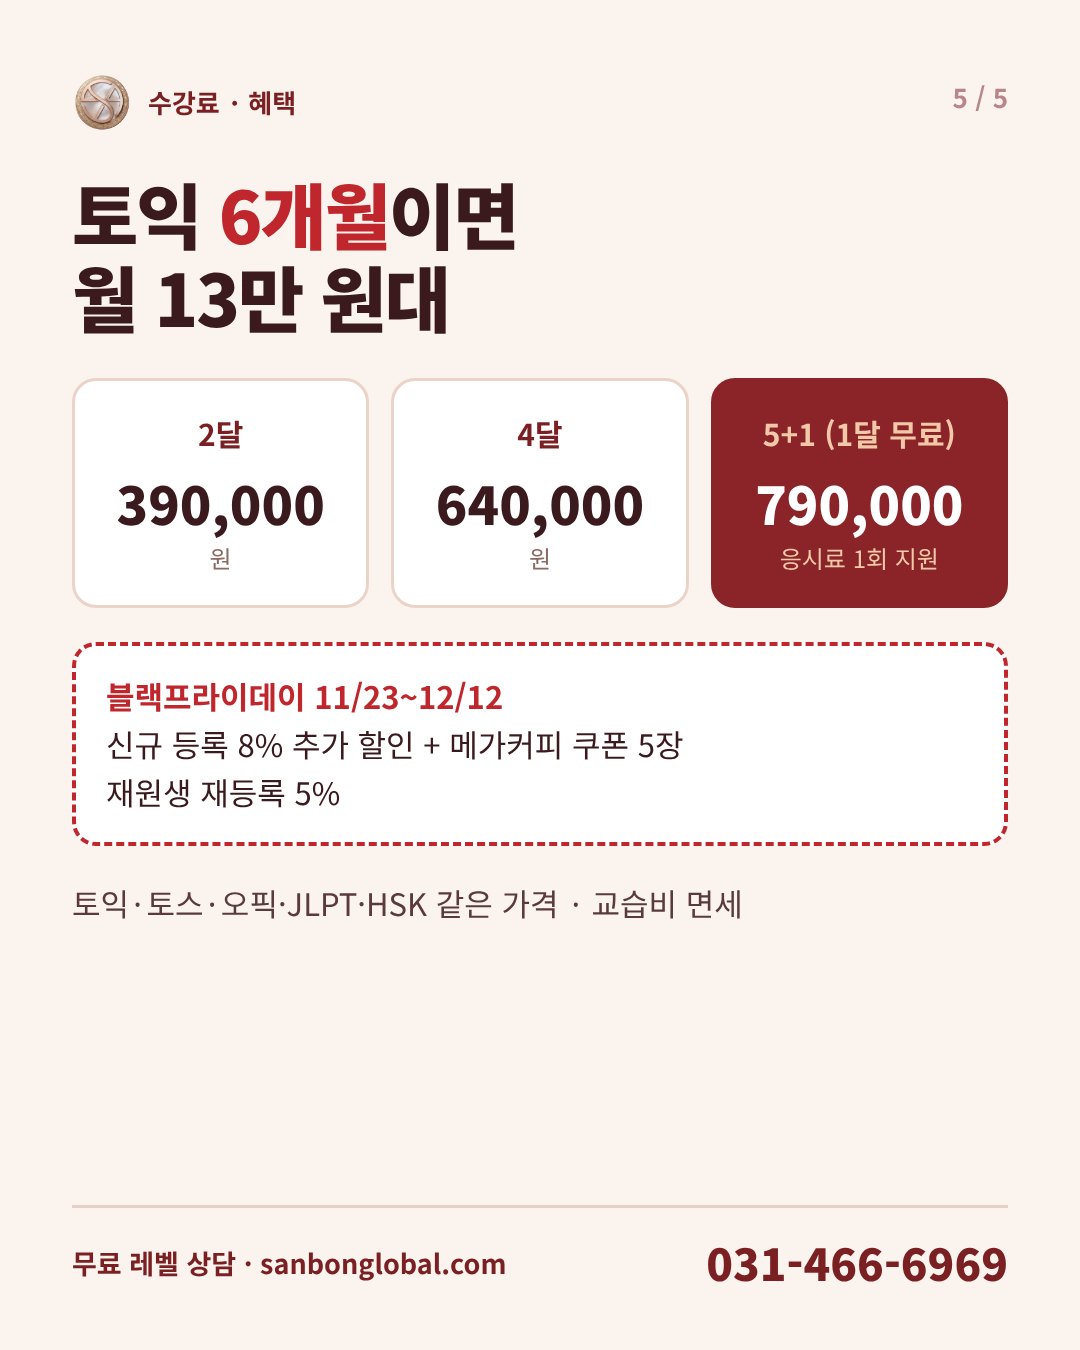 수강료 · 혜택
5 / 5
토익 6개월이면
월 13만 원대
2달
390,000
원
4달
640,000
원
5+1 (1달 무료)
790,000
응시료 1회 지원
블랙프라이데이 11/23~12/12
신규 등록 8% 추가 할인 + 메가커피 쿠폰 5장
재원생 재등록 5%
토익·토스·오픽·JLPT·HSK 같은 가격 · 교습비 면세
무료 레벨 상담 · sanbonglobal.com
031-466-6969